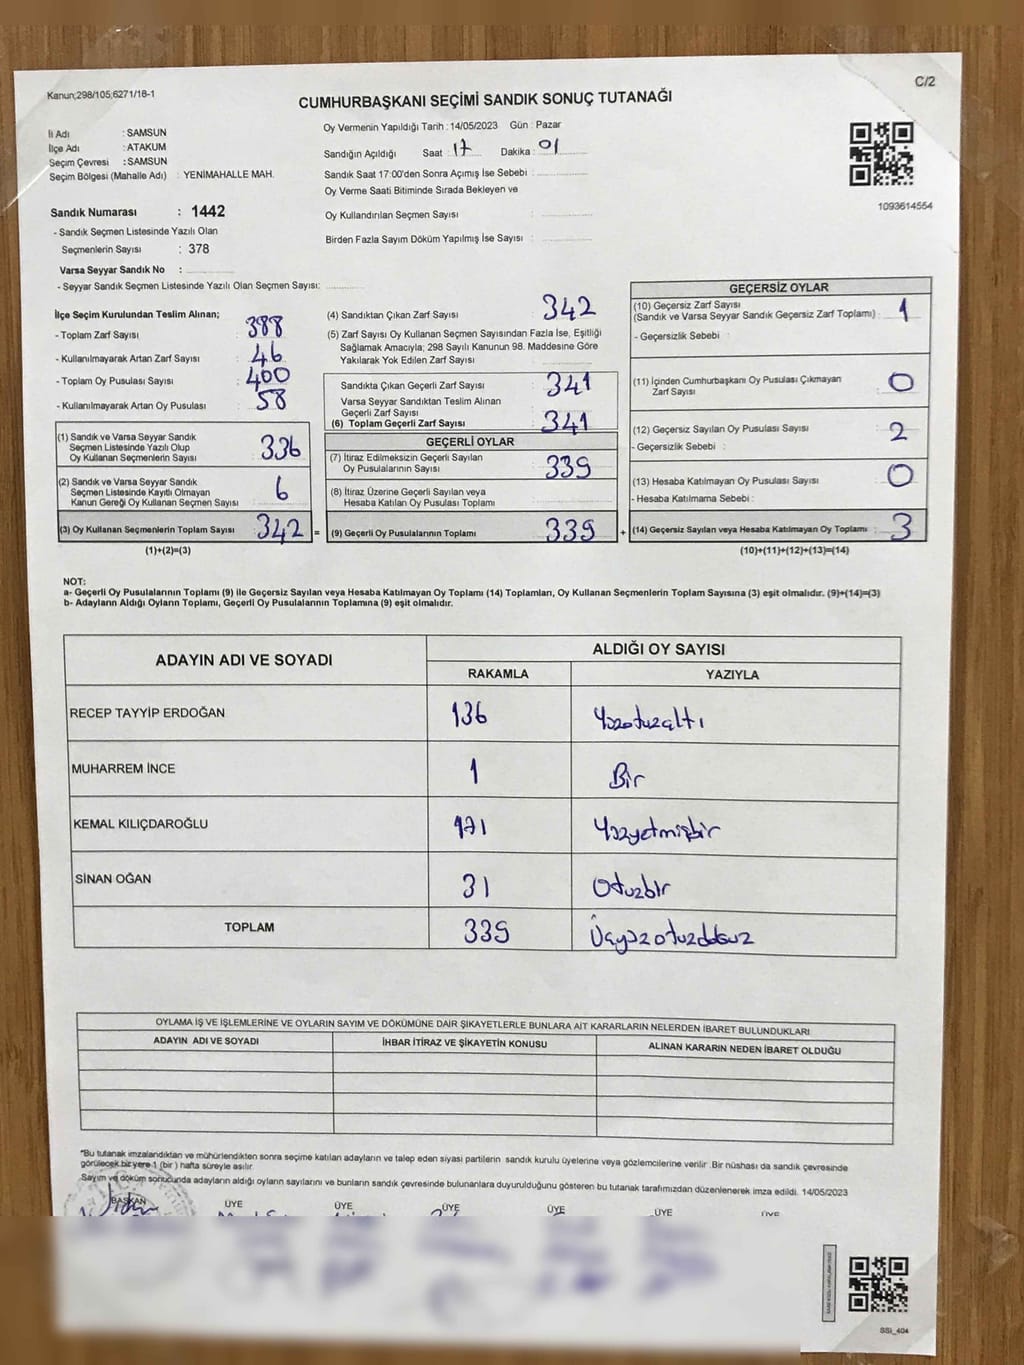 Kanun;298/105;6271/18-1
C/2
CUMHURBAŞKANI SEÇİMİ SANDIK SONUÇ TUTANAĞI
İli Adı : SAMSUN
İlçe Adı : ATAKUM
Seçim Çevresi : SAMSUN
Seçim Bölgesi (Mahalle Adı) : YENİMAHALLE MAH.
Sandık Numarası : 1442
- Sandık Seçmen Listesinde Yazılı Olan
Seçmenlerin Sayısı : 378
Varsa Seyyar Sandık No :
- Seyyar Sandık Seçmen Listesinde Yazılı Olan Seçmen Sayısı:
Oy Vermenin Yapıldığı Tarih : 14/05/2023 Gün : Pazar
Sandığın Açıldığı Saat : 17 Dakika : 01
Sandık Saat 17:00'den Sonra Açımış İse Sebebi :
Oy Verme Saati Bitiminde Sırada Bekleyen ve
Oy Kullandırılan Seçmen Sayısı :
Birden Fazla Sayım Döküm Yapılmış İse Sayısı :
1093614554
İlçe Seçim Kurulundan Teslim Alınan;
- Toplam Zarf Sayısı : 388
- Kullanılmayarak Artan Zarf Sayısı : 46
- Toplam Oy Pusulası Sayısı : 400
- Kullanılmayarak Artan Oy Pusulası : 58
(1) Sandık ve Varsa Seyyar Sandık
Seçmen Listesinde Yazılı Olup
Oy Kullanan Seçmenlerin Sayısı 336
(2) Sandık ve Varsa Seyyar Sandık
Seçmen Listesinde Kayıtlı Olmayan
Kanun Gereği Oy Kullanan Seçmen Sayısı 6
(3) Oy Kullanan Seçmenlerin Toplam Sayısı 342 =
(1)+(2)=(3)
(4) Sandıktan Çıkan Zarf Sayısı : 342
(5) Zarf Sayısı Oy Kullanan Seçmen Sayısından Fazla İse, Eşitliği
Sağlamak Amacıyla; 298 Sayılı Kanunun 98. Maddesine Göre
Yakılarak Yok Edilen Zarf Sayısı :
Sandıkta Çıkan Geçerli Zarf Sayısı : 341
Varsa Seyyar Sandıktan Teslim Alınan
Geçerli Zarf Sayısı :
(6) Toplam Geçerli Zarf Sayısı : 341
GEÇERLİ OYLAR
(7) İtiraz Edilmeksizin Geçerli Sayılan
Oy Pusulalarının Sayısı : 339
(8) İtiraz Üzerine Geçerli Sayılan veya
Hesaba Katılan Oy Pusulası Toplamı :
(9) Geçerli Oy Pusulalarının Toplamı : 339 +
GEÇERSİZ OYLAR
(10) Geçersiz Zarf Sayısı
(Sandık ve Varsa Seyyar Sandık Geçersiz Zarf Toplamı) : 1
- Geçersizlik Sebebi :
(11) İçinden Cumhurbaşkanı Oy Pusulası Çıkmayan
Zarf Sayısı : 0
(12) Geçersiz Sayılan Oy Pusulası Sayısı : 2
- Geçersizlik Sebebi :
(13) Hesaba Katılmayan Oy Pusulası Sayısı : 0
- Hesaba Katılmama Sebebi :
(14) Geçersiz Sayılan veya Hesaba Katılmayan Oy Toplamı : 3
(10)+(11)+(12)+(13)=(14)
NOT:
a- Geçerli Oy Pusulalarının Toplamı (9) ile Geçersiz Sayılan veya Hesaba Katılmayan Oy Toplamı (14) Toplamları, Oy Kullanan Seçmenlerin Toplam Sayısına (3) eşit olmalıdır. (9)+(14)=(3)
b- Adayların Aldığı Oyların Toplamı, Geçerli Oy Pusulalarının Toplamına (9) eşit olmalıdır.
ADAYIN ADI VE SOYADI
ALDIĞI OY SAYISI
RAKAMLA YAZIYLA
RECEP TAYYİP ERDOĞAN 136 Yüzotuzaltı
MUHARREM İNCE 1 Bir
KEMAL KILIÇDAROĞLU 171 Yüzyetmişbir
SİNAN OĞAN 31 Otuzbir
TOPLAM 339 Üçyüzotuzdokuz
OYLAMA İŞ VE İŞLEMLERİNE VE OYLARIN SAYIM VE DÖKÜMÜNE DAİR ŞİKAYETLERLE BUNLARA AİT KARARLARIN NELERDEN İBARET BULUNDUKLARI
ADAYIN ADI VE SOYADI İHBAR İTİRAZ VE ŞİKAYETİN KONUSU ALINAN KARARIN NEDEN İBARET OLDUĞU
"Bu tutanak imzalandıktan ve mühürlendikten sonra seçime katılan adayların ve talep eden siyasi partilerin sandık kurulu üyelerine veya gözlemcilerine verilir .Bir nüshası da sandık çevresinde
görülecek bir yere 1 (bir ) hafta süreyle asılır.
Sayım ve döküm sonucunda adayların aldığı oyların sayılarını ve bunların sandık çevresinde bulunanlara duyurulduğunu gösteren bu tutanak tarafımızdan düzenlenerek imza edildi. 14/05/2023
BAŞKAN ÜYE ÜYE ÜYE ÜYE ÜYE ÜYE
SSİ_404